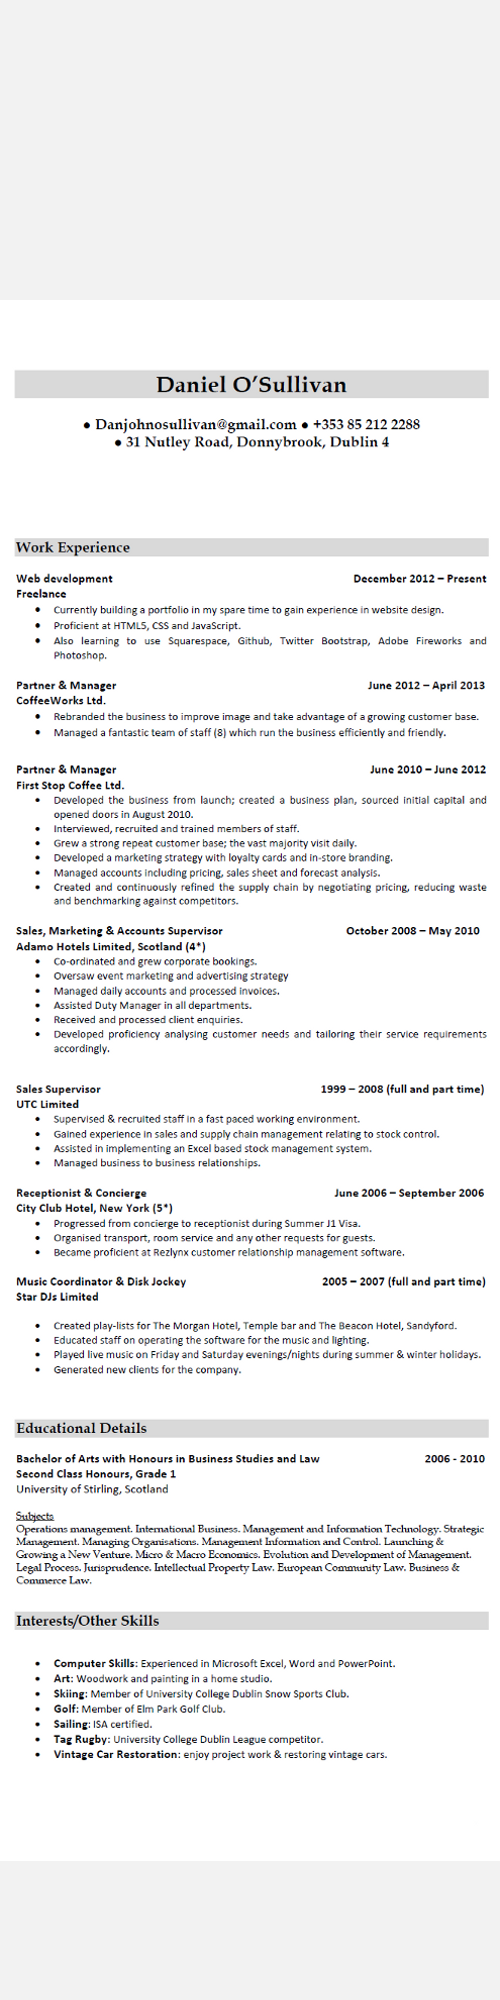 Daniel O'Sullivan
● Danjohnosullivan@gmail.com ● +353 85 212 2288
● 31 Nutley Road, Donnybrook, Dublin 4
Work Experience
Web development December 2012 – Present
Freelance
• Currently building a portfolio in my spare time to gain experience in website design.
• Proficient at HTML5, CSS and JavaScript.
• Also learning to use Squarespace, Github, Twitter Bootstrap, Adobe Fireworks and
Photoshop.
Partner & Manager June 2012 – April 2013
CoffeeWorks Ltd.
• Rebranded the business to improve image and take advantage of a growing customer base.
• Managed a fantastic team of staff (8) which run the business efficiently and friendly.
Partner & Manager June 2010 – June 2012
First Stop Coffee Ltd.
• Developed the business from launch; created a business plan, sourced initial capital and
opened doors in August 2010.
• Interviewed, recruited and trained members of staff.
• Grew a strong repeat customer base; the vast majority visit daily.
• Developed a marketing strategy with loyalty cards and in-store branding.
• Managed accounts including pricing, sales sheet and forecast analysis.
• Created and continuously refined the supply chain by negotiating pricing, reducing waste
and benchmarking against competitors.
Sales, Marketing & Accounts Supervisor October 2008 – May 2010
Adamo Hotels Limited, Scotland (4*)
• Co-ordinated and grew corporate bookings.
• Oversaw event marketing and advertising strategy
• Managed daily accounts and processed invoices.
• Assisted Duty Manager in all departments.
• Received and processed client enquiries.
• Developed proficiency analysing customer needs and tailoring their service requirements
accordingly.
Sales Supervisor 1999 – 2008 (full and part time)
UTC Limited
• Supervised & recruited staff in a fast paced working environment.
• Gained experience in sales and supply chain management relating to stock control.
• Assisted in implementing an Excel based stock management system.
• Managed business to business relationships.
Receptionist & Concierge June 2006 – September 2006
City Club Hotel, New York (5*)
• Progressed from concierge to receptionist during Summer J1 Visa.
• Organised transport, room service and any other requests for guests.
• Became proficient at Rezlynx customer relationship management software.
Music Coordinator & Disk Jockey 2005 – 2007 (full and part time)
Star DJs Limited
• Created play-lists for The Morgan Hotel, Temple bar and The Beacon Hotel, Sandyford.
• Educated staff on operating the software for the music and lighting.
• Played live music on Friday and Saturday evenings/nights during summer & winter holidays.
• Generated new clients for the company.
Educational Details
Bachelor of Arts with Honours in Business Studies and Law 2006 - 2010
Second Class Honours, Grade 1
University of Stirling, Scotland
Subjects
Operations management. International Business. Management and Information Technology. Strategic
Management. Managing Organisations. Management Information and Control. Launching &
Growing a New Venture. Micro & Macro Economics. Evolution and Development of Management.
Legal Process. Jurisprudence. Intellectual Property Law. European Community Law. Business &
Commerce Law.
Interests/Other Skills
• Computer Skills: Experienced in Microsoft Excel, Word and PowerPoint.
• Art: Woodwork and painting in a home studio.
• Skiing: Member of University College Dublin Snow Sports Club.
• Golf: Member of Elm Park Golf Club.
• Sailing: ISA certified.
• Tag Rugby: University College Dublin League competitor.
• Vintage Car Restoration: enjoy project work & restoring vintage cars.